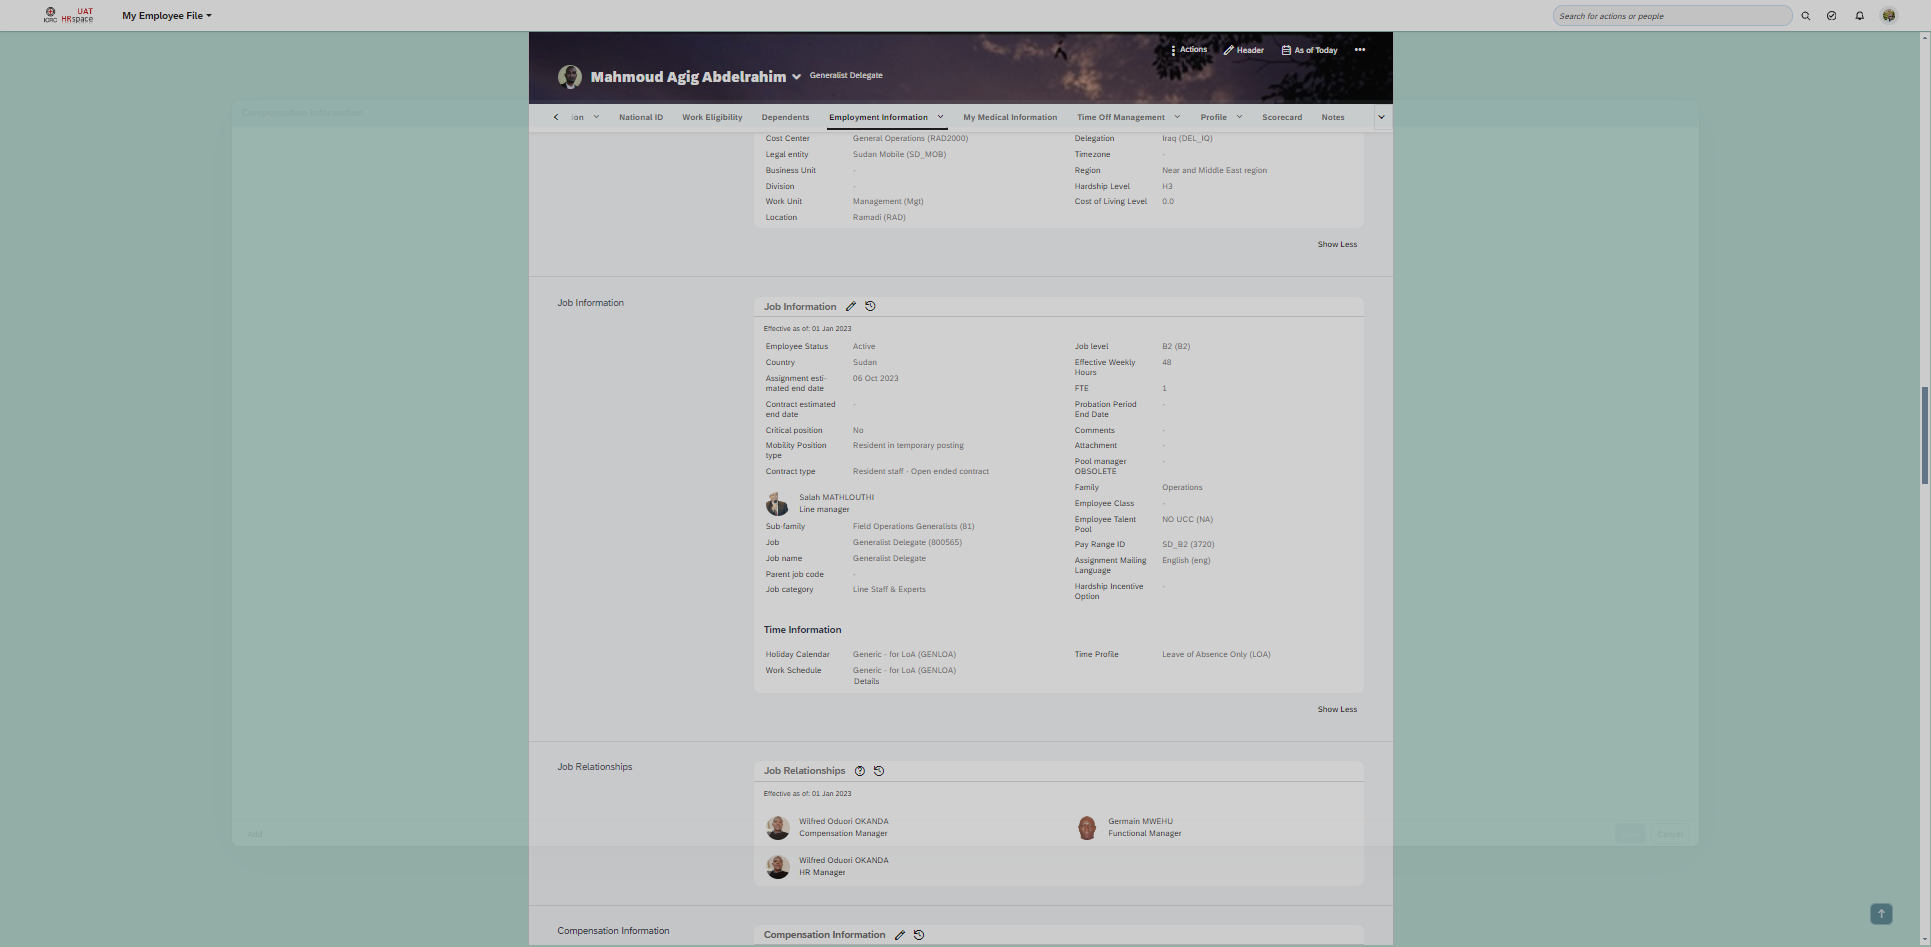 ICRC
UAT
HRspace
My Employee File
Search for actions or people
Actions
Header
As of Today
Mahmoud Agig Abdelrahim
Generalist Delegate
ion
National ID
Work Eligibility
Dependents
Employment Information
My Medical Information
Time Off Management
Profile
Scorecard
Notes
Compensation Information
Cost Center General Operations (RAD2000)
Legal entity Sudan Mobile (SD_MOB)
Business Unit -
Division -
Work Unit Management (Mgt)
Location Ramadi (RAD)
Delegation Iraq (DEL_IQ)
Timezone -
Region Near and Middle East region
Hardship Level H3
Cost of Living Level 0.0
Show Less
Job Information
Job Information
Effective as of: 01 Jan 2023
Employee Status Active
Country Sudan
Assignment esti-
mated end date 06 Oct 2023
Contract estimated
end date -
Critical position No
Mobility Position
type Resident in temporary posting
Contract type Resident staff - Open ended contract
Salah MATHLOUTHI
Line manager
Sub-family Field Operations Generalists (81)
Job Generalist Delegate (800565)
Job name Generalist Delegate
Parent job code -
Job category Line Staff & Experts
Job level B2 (B2)
Effective Weekly
Hours 48
FTE 1
Probation Period
End Date -
Comments -
Attachment -
Pool manager
OBSOLETE -
Family Operations
Employee Class -
Employee Talent
Pool NO UCC (NA)
Pay Range ID SD_B2 (3720)
Assignment Mailing
Language English (eng)
Hardship Incentive
Option -
Time Information
Holiday Calendar Generic - for LoA (GENLOA)
Work Schedule Generic - for LoA (GENLOA)
Details
Time Profile Leave of Absence Only (LOA)
Show Less
Job Relationships
Job Relationships
Effective as of: 01 Jan 2023
Wilfred Oduori OKANDA
Compensation Manager
Germain MWEHU
Functional Manager
Wilfred Oduori OKANDA
HR Manager
Add
Cancel
Compensation Information
Compensation Information